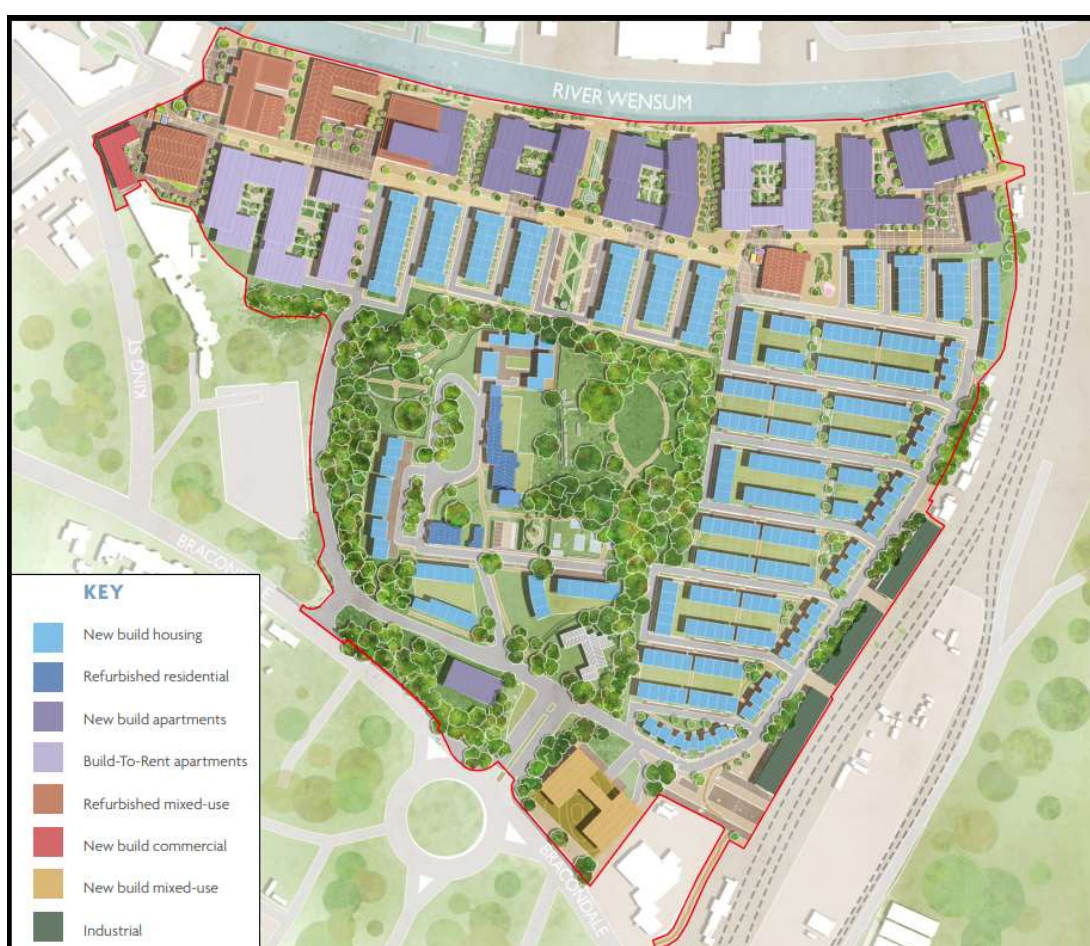 RIVER WENSUM
KING ST
BRACONDALE
KEY
New build housing
Refurbished residential
New build apartments
Build-To-Rent apartments
Refurbished mixed-use
New build commercial
New build mixed-use
Industrial